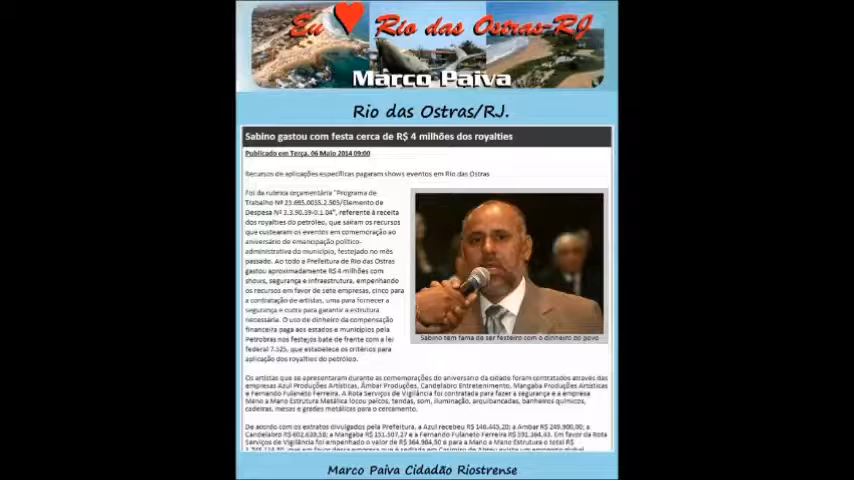 Eu Rio das Ostras-RJ
Marco Paiva
Rio das Ostras/RJ.
Sabino gastou com festa cerca de R$ 4 milhões dos royalties
Publicado em Terça, 06 Maio 2014 09:00
Recursos de aplicações específicas pagaram shows eventos em Rio das Ostras
Foi da rubrica orçamentária "Programa de
Trabalho Nº 23.695.0035.2.505/Elemento de
Despesa Nº 3.3.90.39-0.1.04", referente à receita
dos royalties do petróleo, que saíram os recursos
que custearam os eventos em comemoração ao
aniversário de emancipação político-
administrativa do município, festejado no mês
passado. Ao todo a Prefeitura de Rio das Ostras
gastou aproximadamente R$ 4 milhões com
shows, segurança e infraestrutura, empenhando
os recursos em favor de sete empresas, cinco para
a contratação de artistas, uma para fornecer a
segurança e outra para garantir a estrutura
necessária. O uso de dinheiro da compensação
financeira paga aos estados e municípios pela
Petrobras nos festejos bate de frente com a lei
federal 7.525, que estabelece os critérios para
aplicação dos royalties do petróleo.
Sabino tem fama de ser festeiro com o dinheiro do povo
Os artistas que se apresentaram durante as comemorações do aniversário da cidade foram contratados através das
empresas Azul Produções Artísticas, Âmbar Produções, Candelabro Entretenimento, Mangaba Produções Artísticas
e Fernando Fulaneto Ferreira. A Rota Serviços de Vigilância foi contratada para fazer a segurança e a empresa
Mano a Mano Estrutura Metálica locou palcos, tendas, som, iluminação, arquibancadas, banheiros químicos,
cadeiras, mesas e grades metálicas para o cercamento.
De acordo com os extratos divulgados pela Prefeitura, a Azul recebeu R$ 146.445,20; a Âmbar R$ 249.900,00; a
Candelabro R$ 602.639,58; a Mangaba R$ 151.507,27 e a Fernando Fulaneto Ferreira R$ 591.364,43. Em favor da Rota
Serviços de Vigilância foi empenhado o valor de R$ 364.964,50 e para a Mano a Mano Estrutura o total R$
Marco Paiva Cidadão Riostrense